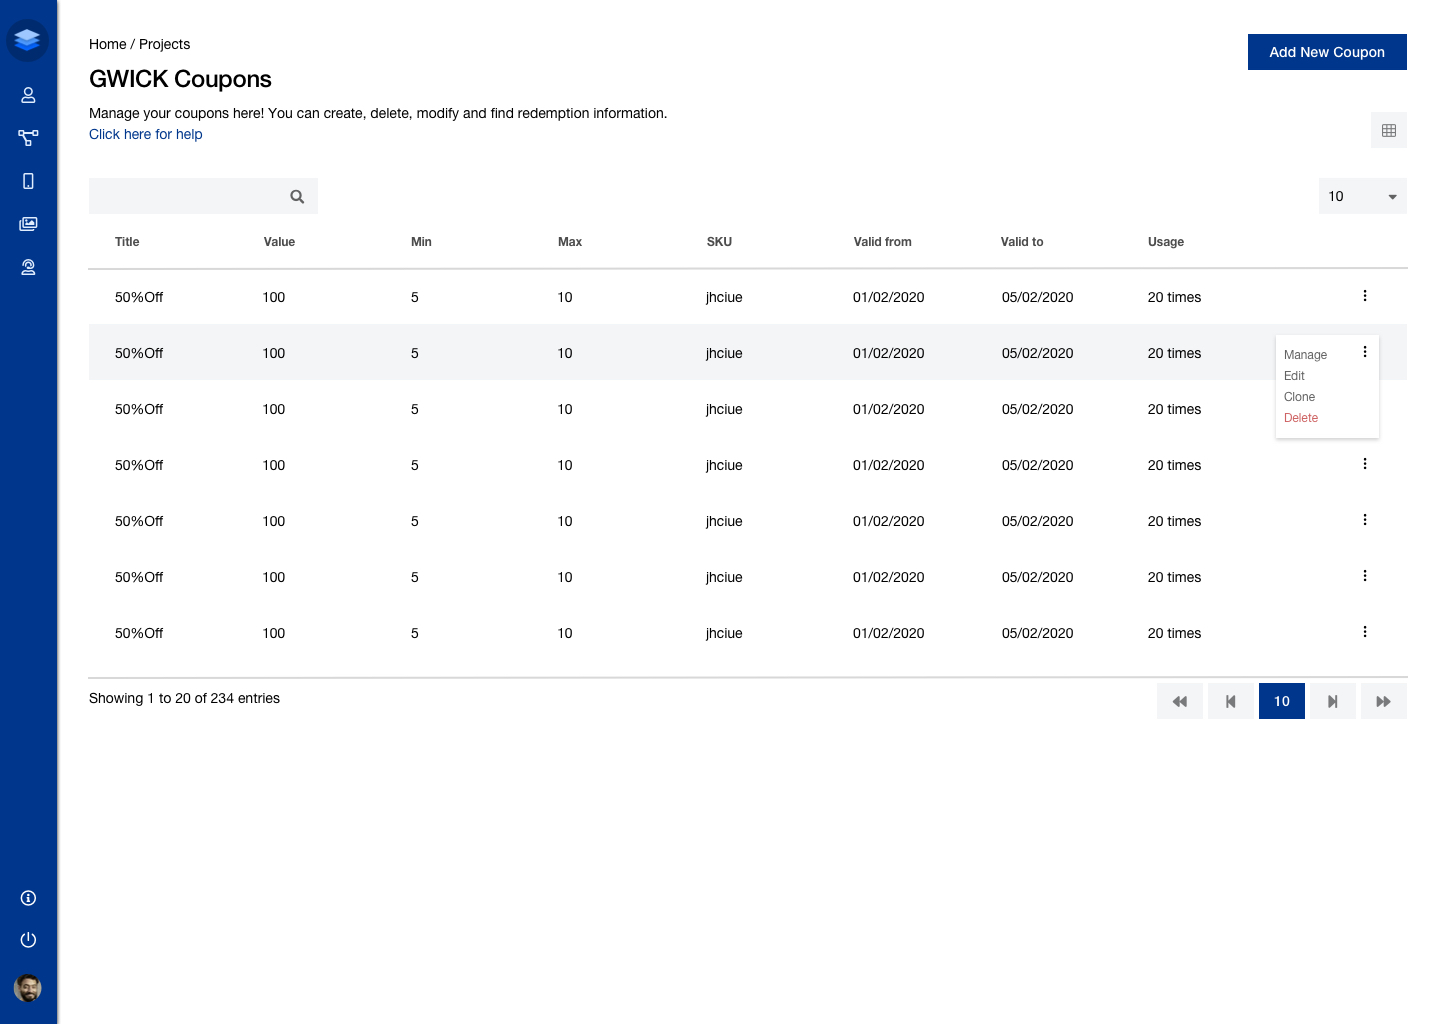 Home / Projects
Add New Coupon
GWICK Coupons
Manage your coupons here! You can create, delete, modify and find redemption information.
Click here for help
10
Title Value Min Max SKU Valid from Valid to Usage
50%Off 100 5 10 jhciue 01/02/2020 05/02/2020 20 times
50%Off 100 5 10 jhciue 01/02/2020 05/02/2020 20 times
Manage
Edit
Clone
Delete
50%Off 100 5 10 jhciue 01/02/2020 05/02/2020 20 times
50%Off 100 5 10 jhciue 01/02/2020 05/02/2020 20 times
50%Off 100 5 10 jhciue 01/02/2020 05/02/2020 20 times
50%Off 100 5 10 jhciue 01/02/2020 05/02/2020 20 times
50%Off 100 5 10 jhciue 01/02/2020 05/02/2020 20 times
Showing 1 to 20 of 234 entries
10